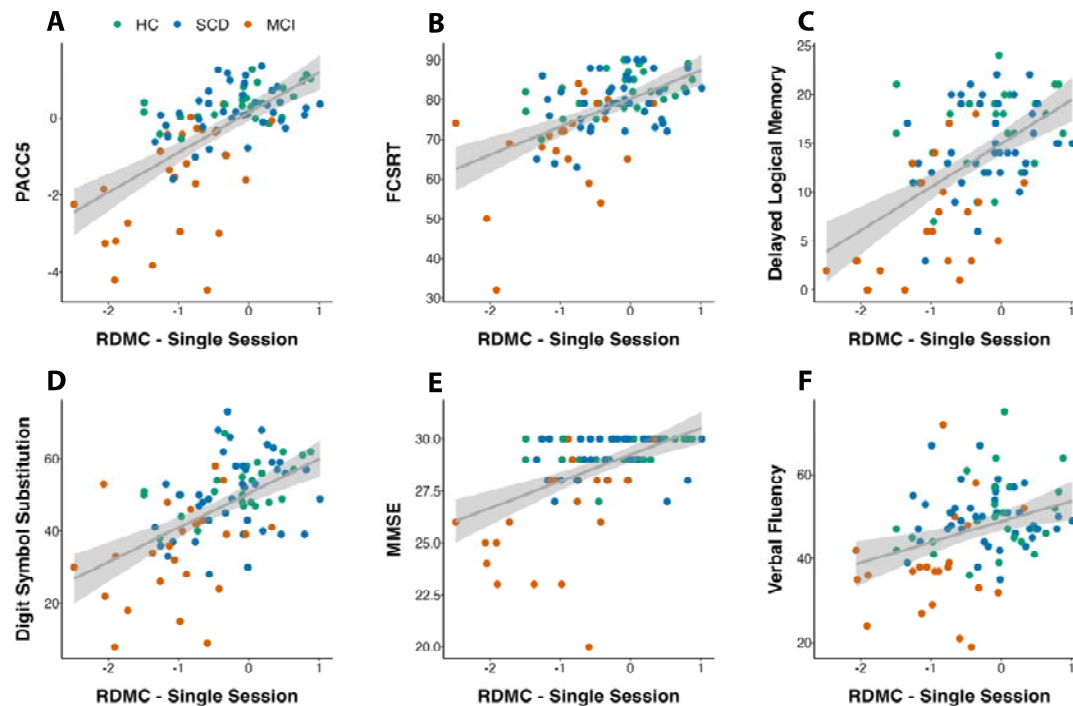 A
HC SCD MCI
PACC5
0
-2
-4
-2 -1 0 1
RDMC - Single Session
B
FCSRT
90
80
70
60
50
40
30
-2 -1 0 1
RDMC - Single Session
C
Delayed Logical Memory
25
20
15
10
5
0
-2 -1 0 1
RDMC - Single Session
D
Digit Symbol Substitution
60
40
20
-2 -1 0 1
RDMC - Single Session
E
MMSE
30.0
27.5
25.0
22.5
20.0
-2 -1 0 1
RDMC - Single Session
F
Verbal Fluency
60
40
20
-2 -1 0 1
RDMC - Single Session